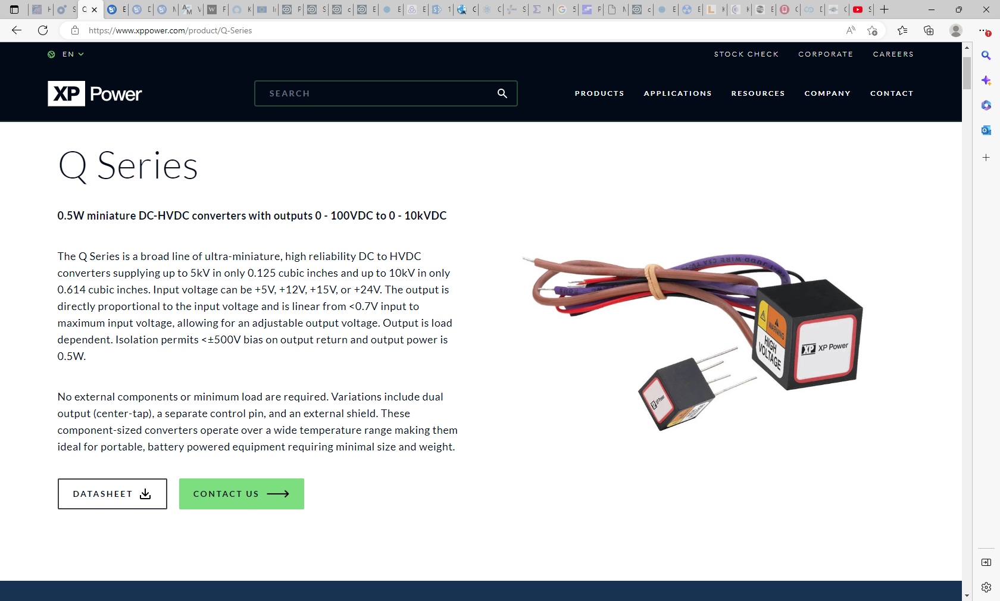 https://www.xppower.com/product/Q-Series
EN
STOCK CHECK
CORPORATE
CAREERS
XP Power
SEARCH
PRODUCTS
APPLICATIONS
RESOURCES
COMPANY
CONTACT
Q Series
0.5W miniature DC-HVDC converters with outputs 0 - 100VDC to 0 - 10kVDC
The Q Series is a broad line of ultra-miniature, high reliability DC to HVDC
converters supplying up to 5kV in only 0.125 cubic inches and up to 10kV in only
0.614 cubic inches. Input voltage can be +5V, +12V, +15V, or +24V. The output is
directly proportional to the input voltage and is linear from <0.7V input to
maximum input voltage, allowing for an adjustable output voltage. Output is load
dependent. Isolation permits <±500V bias on output return and output power is
0.5W.
No external components or minimum load are required. Variations include dual
output (center-tap), a separate control pin, and an external shield. These
component-sized converters operate over a wide temperature range making them
ideal for portable, battery powered equipment requiring minimal size and weight.
DATASHEET
CONTACT US
JUDD WIRE CSA
WARNING
HIGH
VOLTAGE
XP XP Power
XP XP Power